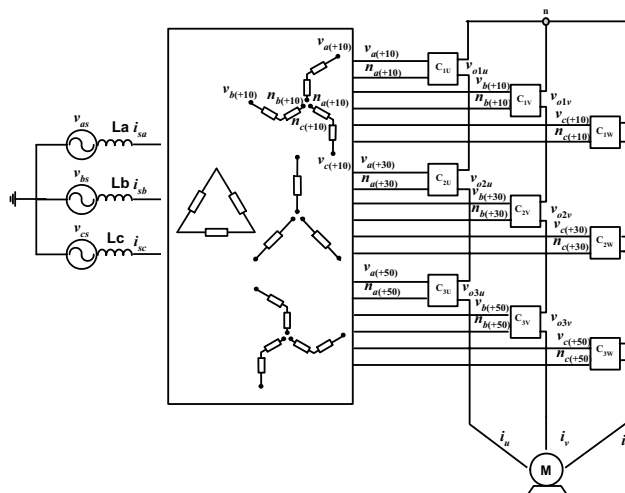 n
v_a(+10)
n_a(+10)
C_1U
v_o1u
v_b(+10)
n_b(+10)
C_1V
v_o1v
v_c(+10)
n_c(+10)
C_1W
v_a(+10)
v_b(+10)
n_b(+10)
n_a(+10)
n_c(+10)
v_c(+10)
v_as
La i_sa
v_bs
Lb i_sb
v_cs
Lc i_sc
v_a(+30)
n_a(+30)
C_2U
v_o2u
v_b(+30)
n_b(+30)
C_2V
v_o2v
v_c(+30)
n_c(+30)
C_2W
v_a(+50)
n_a(+50)
C_3U
v_o3u
v_b(+50)
n_b(+50)
C_3V
v_o3v
v_c(+50)
n_c(+50)
C_3W
i_u
i_v
i
M